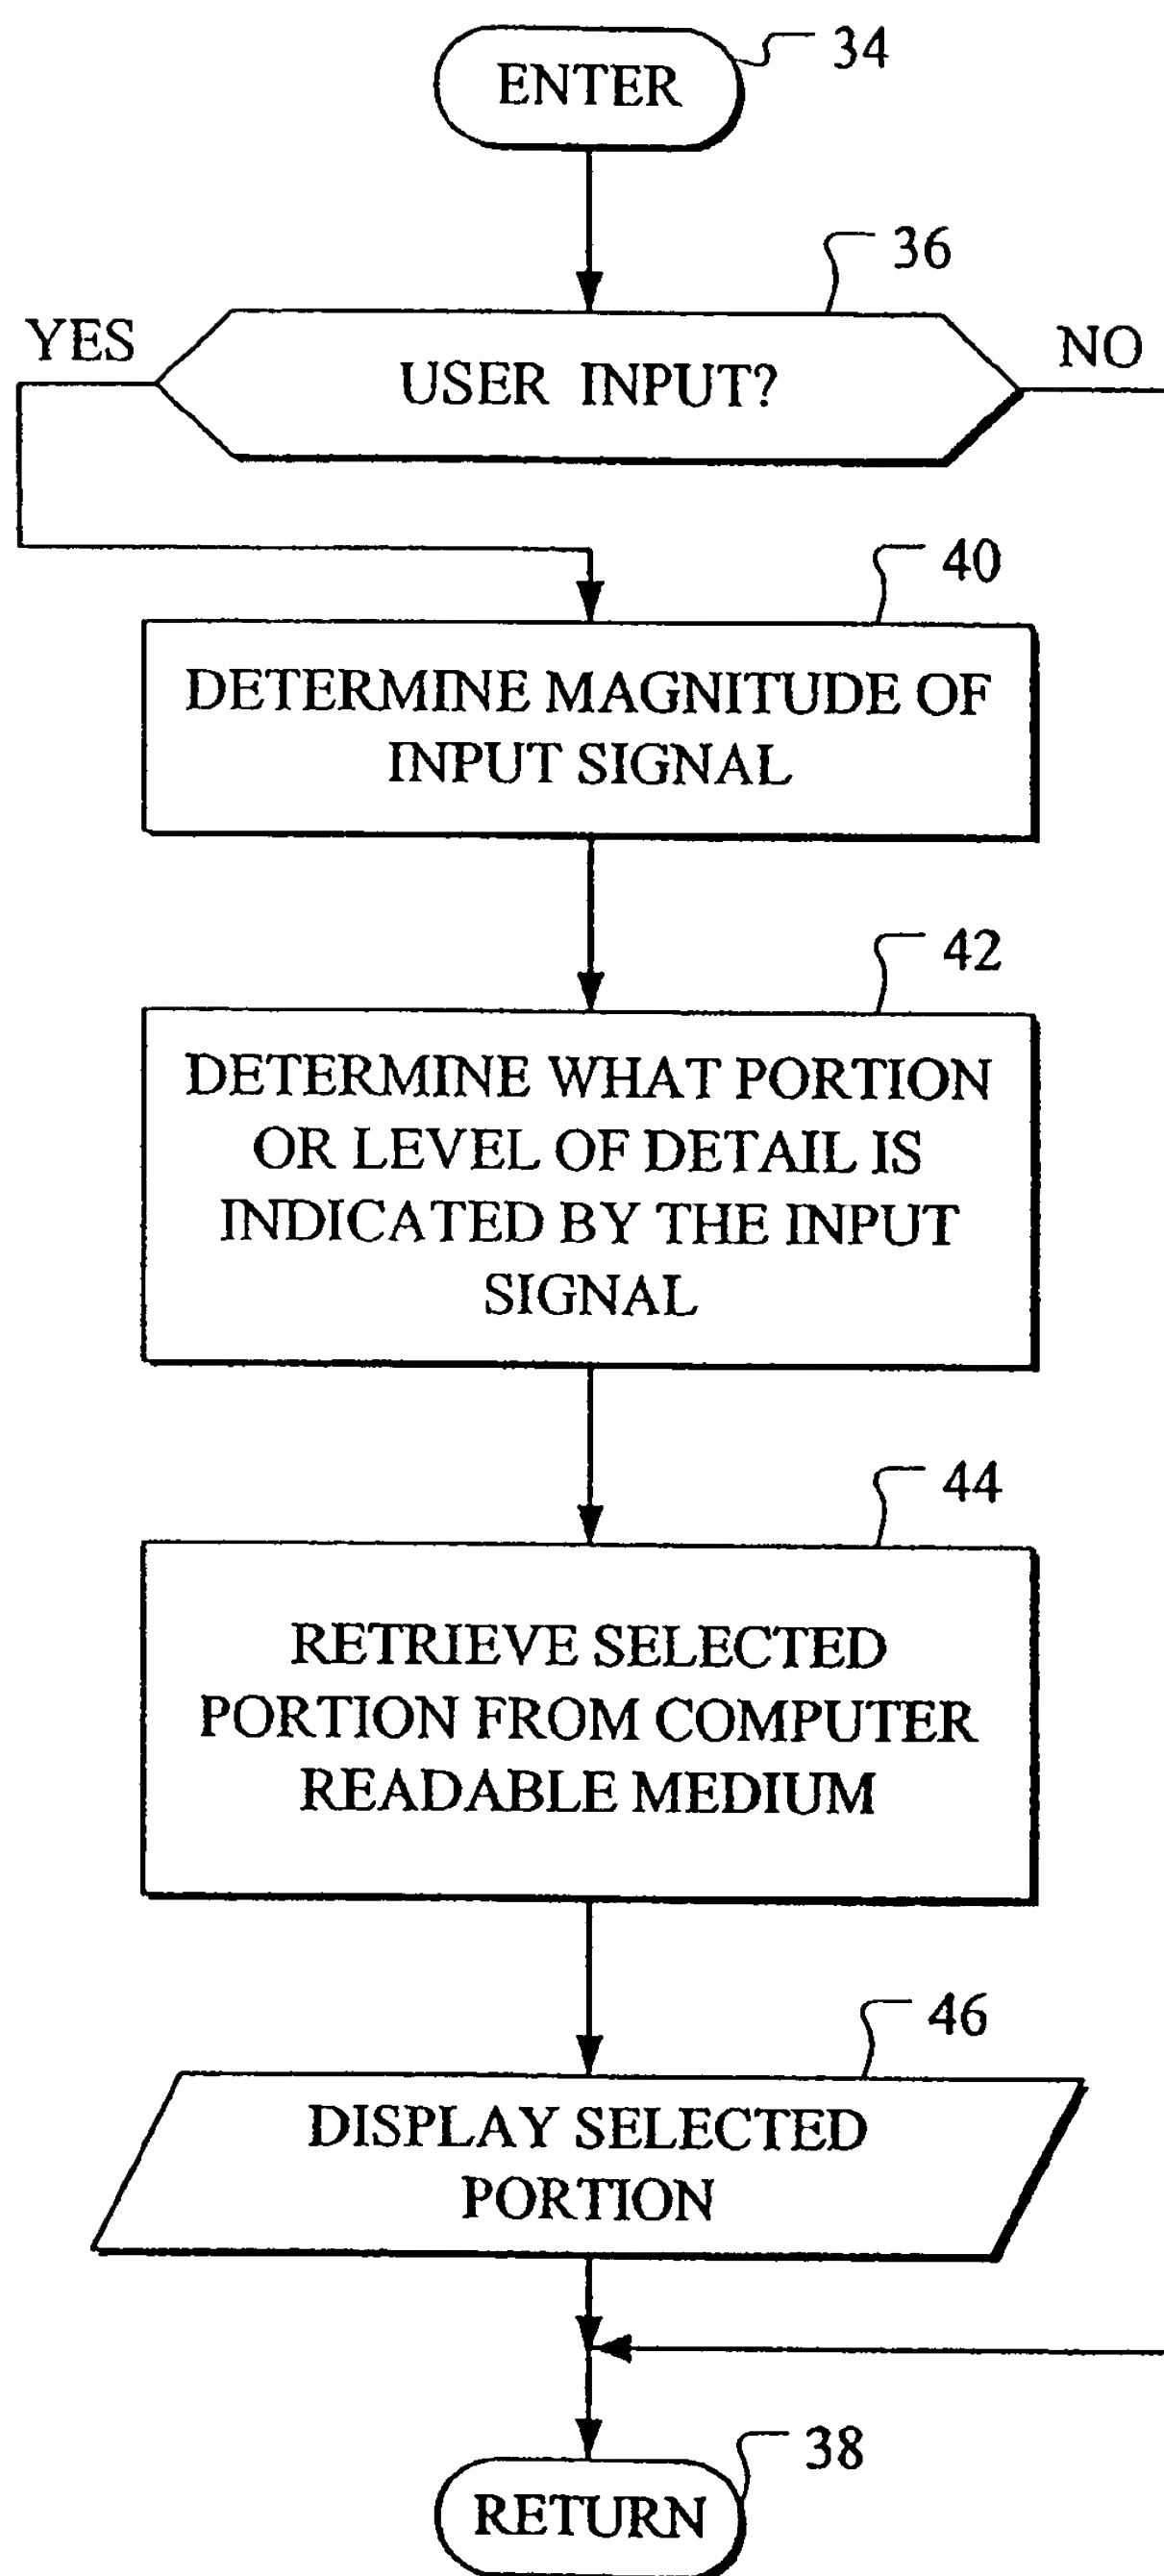 ENTER
34
36
YES
USER INPUT?
NO
40
DETERMINE MAGNITUDE OF
INPUT SIGNAL
42
DETERMINE WHAT PORTION
OR LEVEL OF DETAIL IS
INDICATED BY THE INPUT
SIGNAL
44
RETRIEVE SELECTED
PORTION FROM COMPUTER
READABLE MEDIUM
46
DISPLAY SELECTED
PORTION
38
RETURN